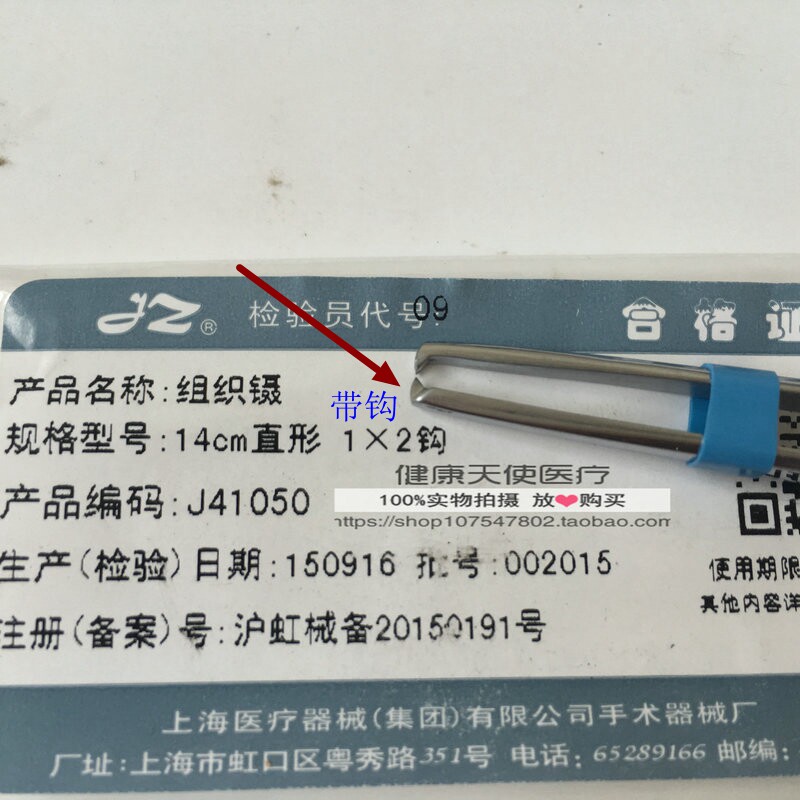 JZ® 检验员代号:09 合格证
产品名称:组织镊
带钩
规格型号:14cm直形 1×2钩
健康天使医疗
产品编码:J41050
100%实物拍摄 放❤购买
https://shop107547802.taobao.com
生产(检验)日期:150916 批号:002015
使用期限
其他内容详
注册(备案)号:沪虹械备20150191号
上海医疗器械(集团)有限公司手术器械厂
厂址:上海市虹口区粤秀路351号 电话:65289166 邮编: